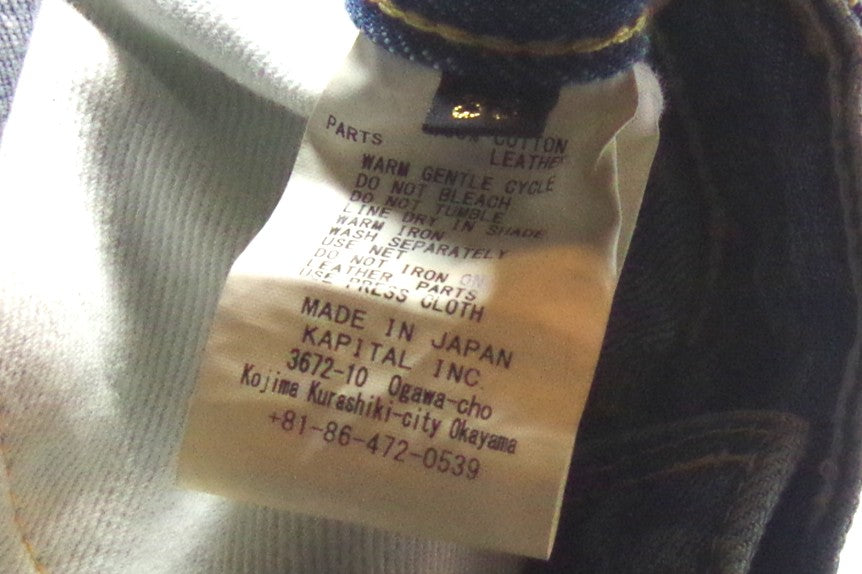 PARTS COTTON
LEATHER
WARM GENTLE CYCLE
DO NOT BLEACH
DO NOT TUMBLE
LINE DRY IN SHADE
WARM IRON
WASH SEPARATELY
USE NET
DO NOT IRON ON
LEATHER PARTS
USE PRESS CLOTH
MADE IN JAPAN
KAPITAL INC.
3672-10 Ogawa-cho
Kojima Kurashiki-city Okayama
+81-86-472-0539